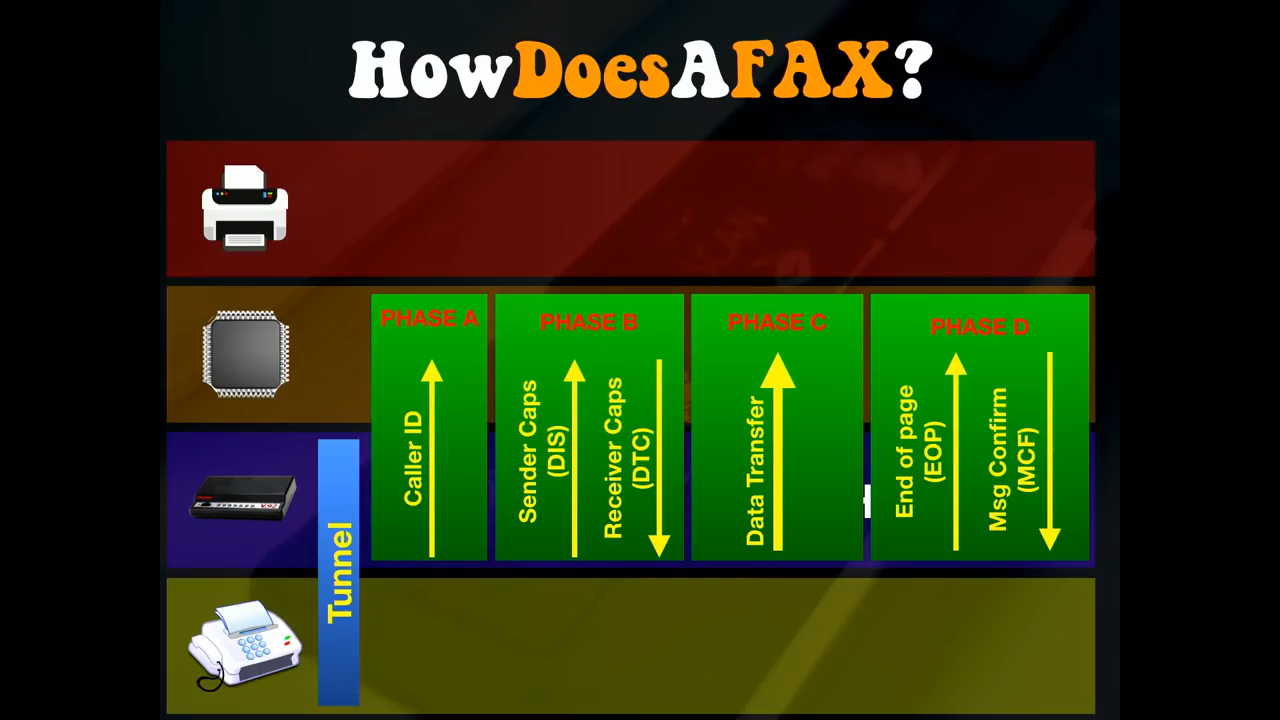 HowDoesAFAX?
PHASE A
Caller ID
PHASE B
Sender Caps
(DIS)
Receiver Caps
(DTC)
PHASE C
Data Transfer
PHASE D
End of page
(EOP)
Msg Confirm
(MCF)
Tunnel